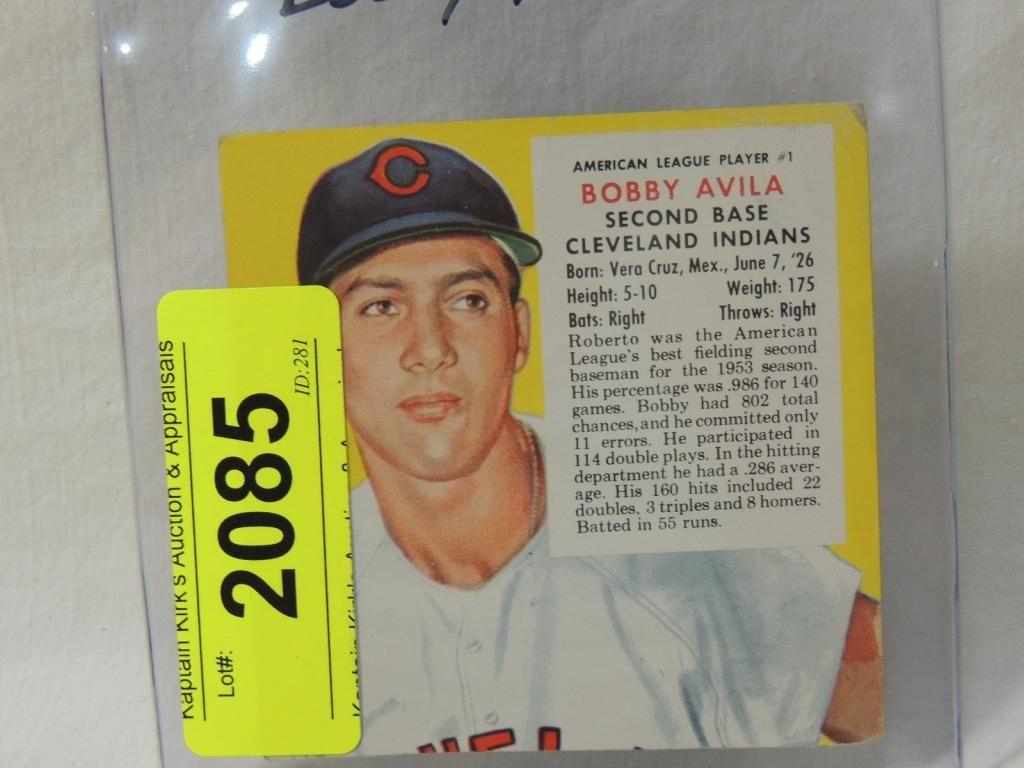 C
AMERICAN LEAGUE PLAYER #1
BOBBY AVILA
SECOND BASE
CLEVELAND INDIANS
Born: Vera Cruz, Mex., June 7, '26
Height: 5-10 Weight: 175
Bats: Right Throws: Right
Roberto was the American
League's best fielding second
baseman for the 1953 season.
His percentage was .986 for 140
games. Bobby had 802 total
chances, and he committed only
11 errors. He participated in
114 double plays. In the hitting
department he had a .286 aver-
age. His 160 hits included 22
doubles, 3 triples and 8 homers.
Batted in 55 runs.
Kaptain Kirk's Auction & Appraisals
Lot#: 2085
ID:281